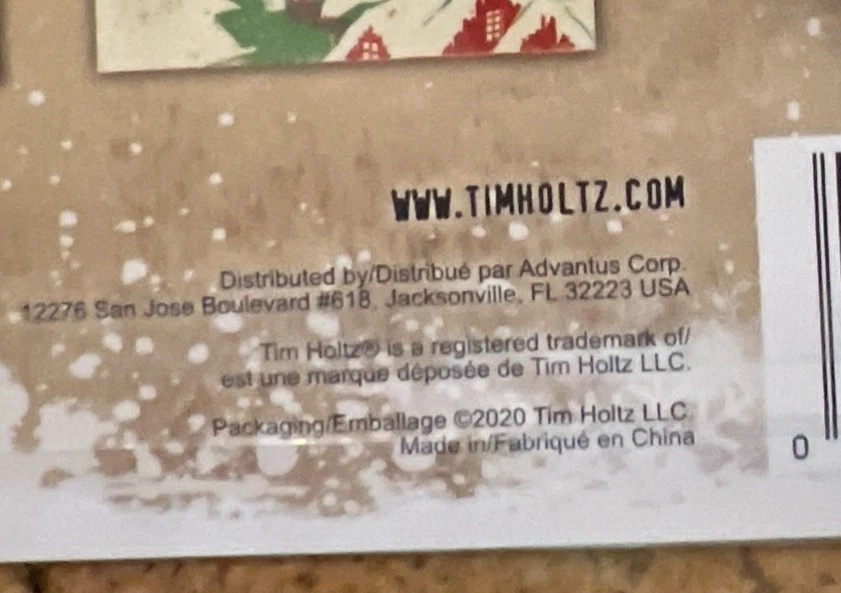 WWW.TIMHOLTZ.COM
Distributed by/Distribué par Advantus Corp.
12276 San Jose Boulevard #618, Jacksonville, FL 32223 USA
Tim Holtz® is a registered trademark of/
est une marque déposée de Tim Holtz LLC.
Packaging/Emballage ©2020 Tim Holtz LLC.
Made in/Fabriqué en China
0